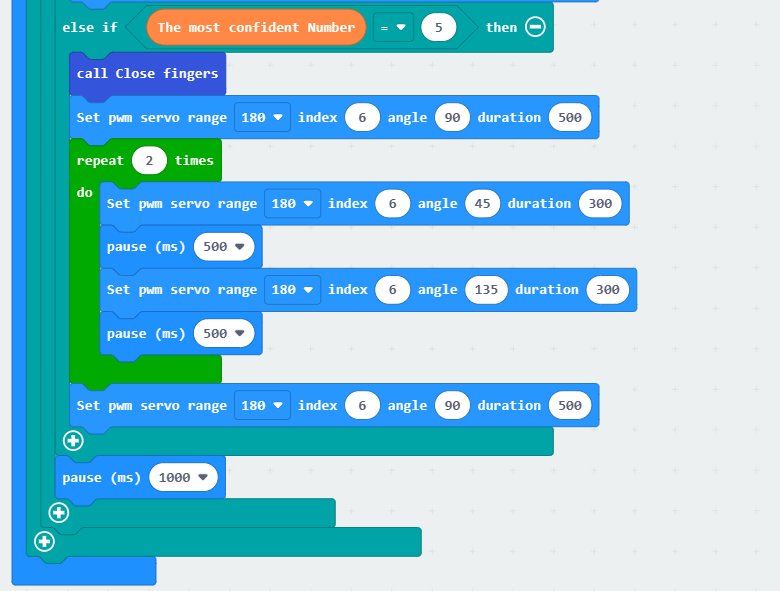 else if The most confident Number = 5 then
call Close fingers
Set pwm servo range 180 index 6 angle 90 duration 500
repeat 2 times
do
Set pwm servo range 180 index 6 angle 45 duration 300
pause (ms) 500
Set pwm servo range 180 index 6 angle 135 duration 300
pause (ms) 500
Set pwm servo range 180 index 6 angle 90 duration 500
pause (ms) 1000